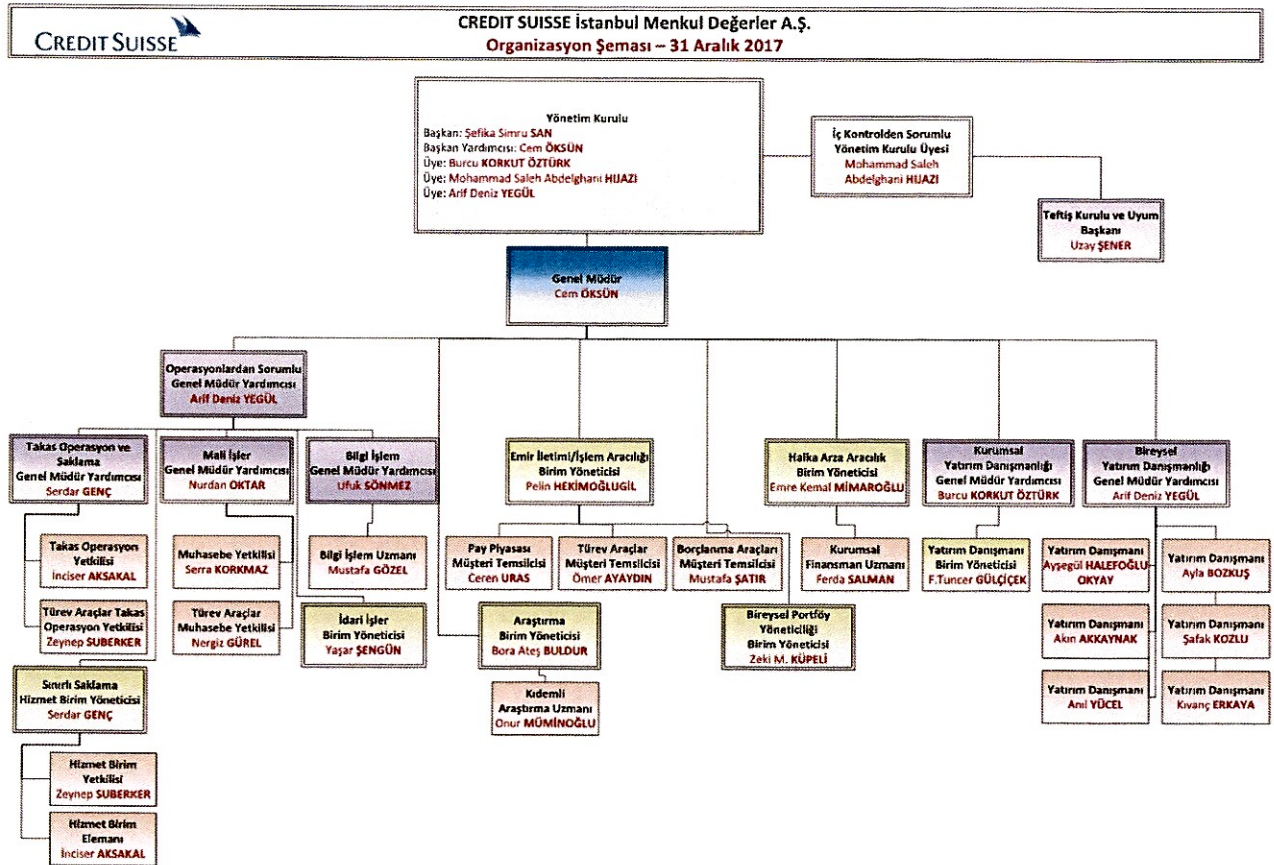 CREDIT SUISSE
CREDIT SUISSE İstanbul Menkul Değerler A.Ş.
Organizasyon Şeması – 31 Aralık 2017
Yönetim Kurulu
Başkan: Şefika Simru SAN
Başkan Yardımcısı: Cem ÖKSÜN
Üye: Burcu KORKUT ÖZTÜRK
Üye: Mohammad Saleh Abdelghani HIJAZI
Üye: Arif Deniz YEGÜL
İç Kontrolden Sorumlu
Yönetim Kurulu Üyesi
Mohammad Saleh
Abdelghani HIJAZI
Teftiş Kurulu ve Uyum
Başkanı
Uzay ŞENER
Genel Müdür
Cem ÖKSÜN
Operasyonlardan Sorumlu
Genel Müdür Yardımcısı
Arif Deniz YEGÜL
Takas Operasyon ve
Saklama
Genel Müdür Yardımcısı
Serdar GENÇ
Mali İşler
Genel Müdür Yardımcısı
Nurdan OKTAR
Bilgi İşlem
Genel Müdür Yardımcısı
Ufuk SÖNMEZ
Emir İletimi/İşlem Aracılığı
Birim Yöneticisi
Pelin HEKİMOĞLUGİL
Halka Arza Aracılık
Birim Yöneticisi
Emre Kemal MİMAROĞLU
Kurumsal
Yatırım Danışmanlığı
Genel Müdür Yardımcısı
Burcu KORKUT ÖZTÜRK
Bireysel
Yatırım Danışmanlığı
Genel Müdür Yardımcısı
Arif Deniz YEGÜL
Takas Operasyon
Yetkilisi
İnciser AKSAKAL
Muhasebe Yetkilisi
Serra KORKMAZ
Bilgi İşlem Uzmanı
Mustafa GÖZEL
Pay Piyasası
Müşteri Temsilcisi
Ceren URAS
Türev Araçlar
Müşteri Temsilcisi
Ömer AYAYDIN
Borçlanma Araçları
Müşteri Temsilcisi
Mustafa ŞATIR
Kurumsal
Finansman Uzmanı
Ferda SALMAN
Yatırım Danışmanı
Birim Yöneticisi
F.Tuncer GÜLÇİÇEK
Yatırım Danışmanı
Ayşegül HALEFOĞLU
OKYAY
Yatırım Danışmanı
Ayla BOZKUŞ
Türev Araçlar Takas
Operasyon Yetkilisi
Zeynep SUBERKER
Türev Araçlar
Muhasebe Yetkilisi
Nergiz GÜREL
İdari İşler
Birim Yöneticisi
Yaşar ŞENGÜN
Araştırma
Birim Yöneticisi
Bora Ateş BULDUR
Bireysel Portföy
Yöneticiliği
Birim Yöneticisi
Zeki M. KÜPELİ
Yatırım Danışmanı
Akın AKKAYNAK
Yatırım Danışmanı
Şafak KOZLU
Sınırlı Saklama
Hizmet Birim Yöneticisi
Serdar GENÇ
Kıdemli
Araştırma Uzmanı
Onur MÜMİNOĞLU
Yatırım Danışmanı
Anıl YÜCEL
Yatırım Danışmanı
Kıvanç ERKAYA
Hizmet Birim
Yetkilisi
Zeynep SUBERKER
Hizmet Birim
Elemanı
İnciser AKSAKAL